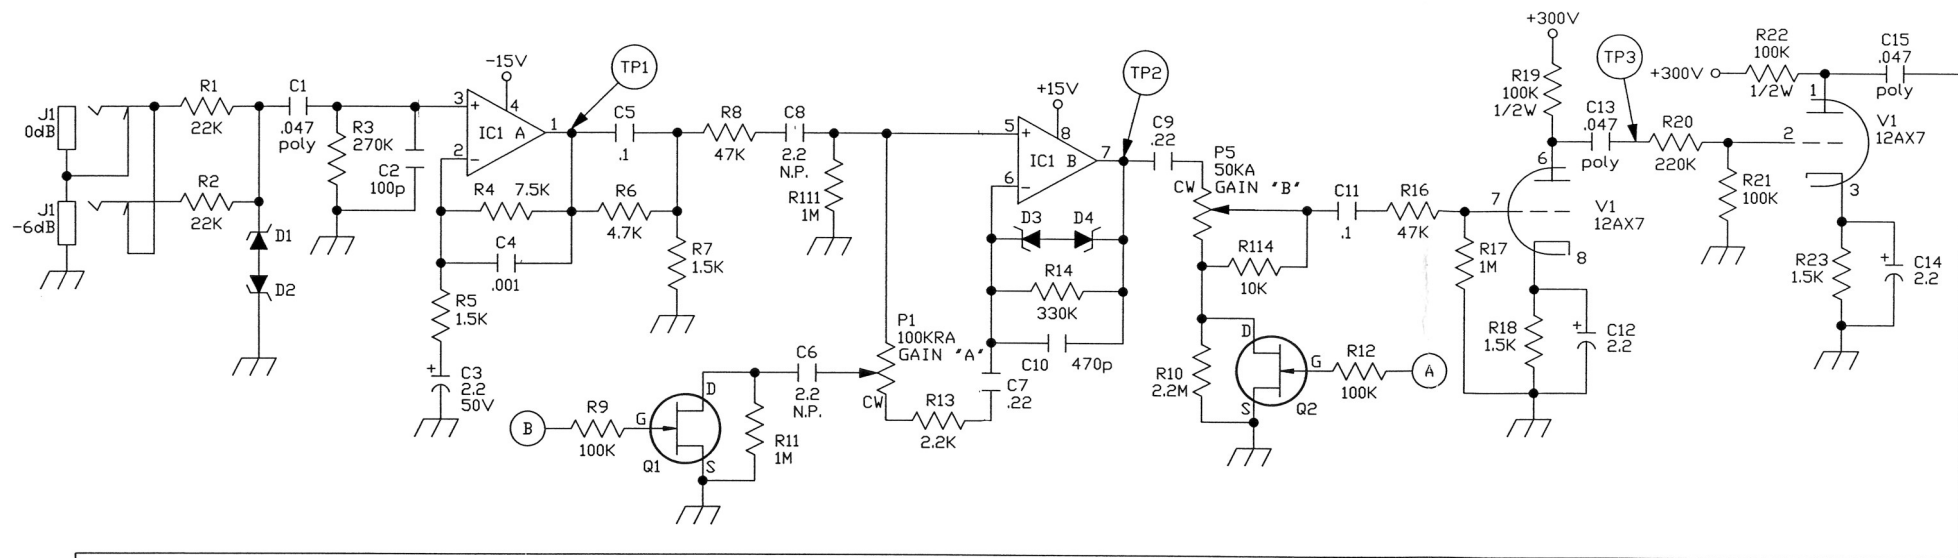 J1
0dB
J1
-6dB
R1
22K
R2
22K
D1
D2
C1
.047
poly
R3
270K
C2
100p
-15V
3
+
4
IC1 A
1
2
-
TP1
R4
7.5K
C4
.001
R5
1.5K
+
C3
2.2
50V
C5
.1
R6
4.7K
R7
1.5K
R8
47K
C8
2.2
N.P.
R111
1M
B
R9
100K
G
D
S
Q1
R11
1M
C6
2.2
N.P.
P1
100KRA
GAIN "A"
CW
R13
2.2K
C7
.22
+15V
5
+
8
IC1 B
7
6
-
TP2
D3
D4
R14
330K
C10
470p
C9
.22
P5
50KA
GAIN "B"
CW
R114
10K
R10
2.2M
D
G
S
Q2
R12
100K
A
C11
.1
R16
47K
R17
1M
+300V
R19
100K
1/2W
6
7
V1
12AX7
8
R18
1.5K
+
C12
2.2
C13
.047
poly
TP3
R20
220K
R21
100K
+300V
R22
100K
1/2W
C15
.047
poly
1
2
V1
12AX7
3
R23
1.5K
+
C14
2.2